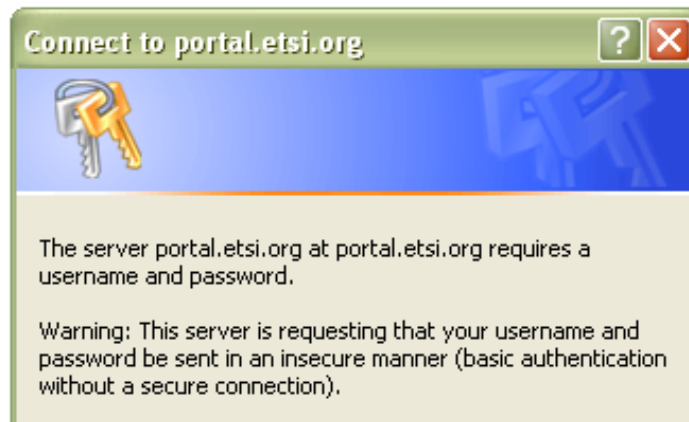 Connect to portal.etsi.org
The server portal.etsi.org at portal.etsi.org requires a
username and password.
Warning: This server is requesting that your username and
password be sent in an insecure manner (basic authentication
without a secure connection).